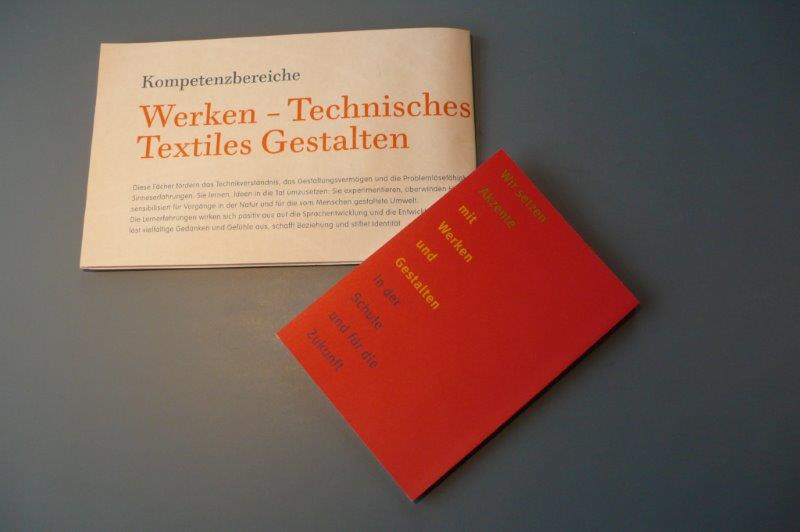 Kompetenzbereiche
Werken – Technisches
Textiles Gestalten
Diese Fächer fördern das Technikverständnis, das Gestaltungsvermögen und die
Sinneserfahrungen. Sie lernen, Ideen in die Tat umzusetzen: Sie experimentieren, überwinden
sensibilisiert für Vorgänge in der Natur und für die vom Menschen gestaltete Umwelt.
Die Lernerfahrungen wirken sich positiv aus auf die Sprachentwicklung und die
löst vielfältige Gedanken und Gefühle aus, schafft Beziehung und stiftet Identität.
Wir setzen
Akzente
mit
Werken
und
Gestalten
in der
Schule
und für die
Zukunft